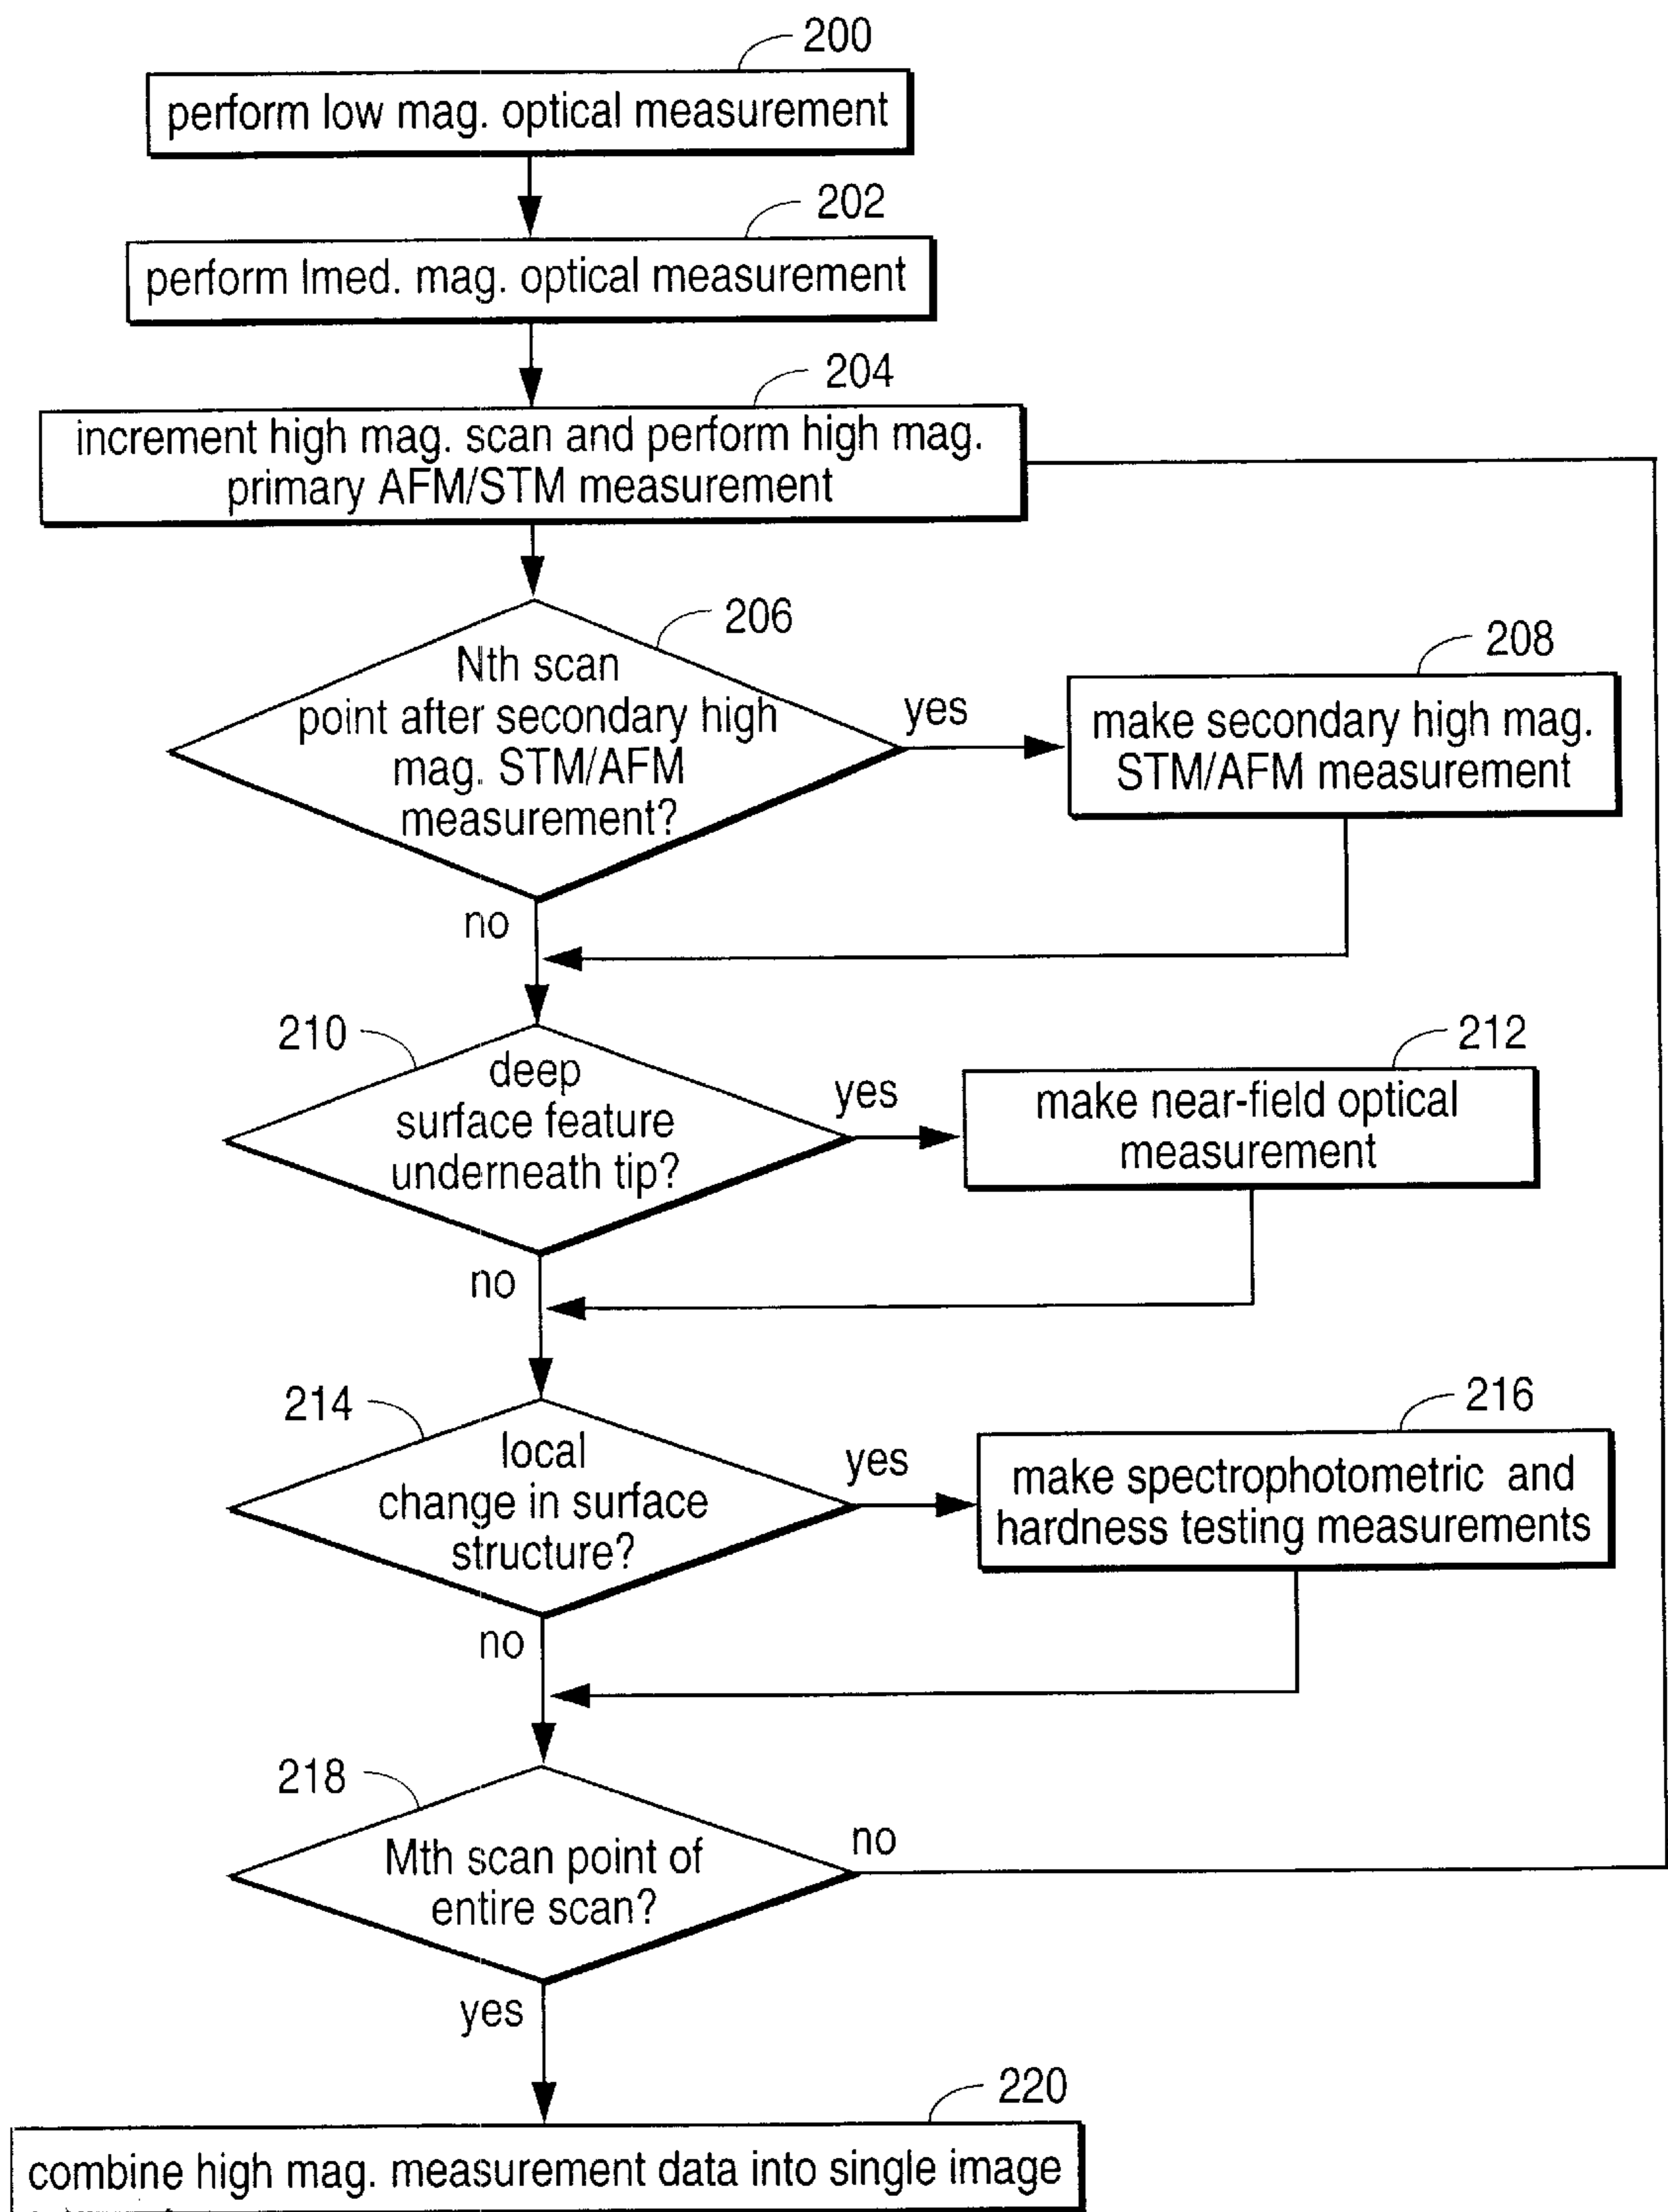 200
perform low mag. optical measurement
202
perform Imed. mag. optical measurement
204
increment high mag. scan and perform high mag.
primary AFM/STM measurement
206
Nth scan
point after secondary high
mag. STM/AFM
measurement?
yes
208
make secondary high mag.
STM/AFM measurement
no
210
deep
surface feature
underneath tip?
yes
212
make near-field optical
measurement
no
214
local
change in surface
structure?
yes
216
make spectrophotometric and
hardness testing measurements
no
218
Mth scan point of
entire scan?
no
yes
220
combine high mag. measurement data into single image